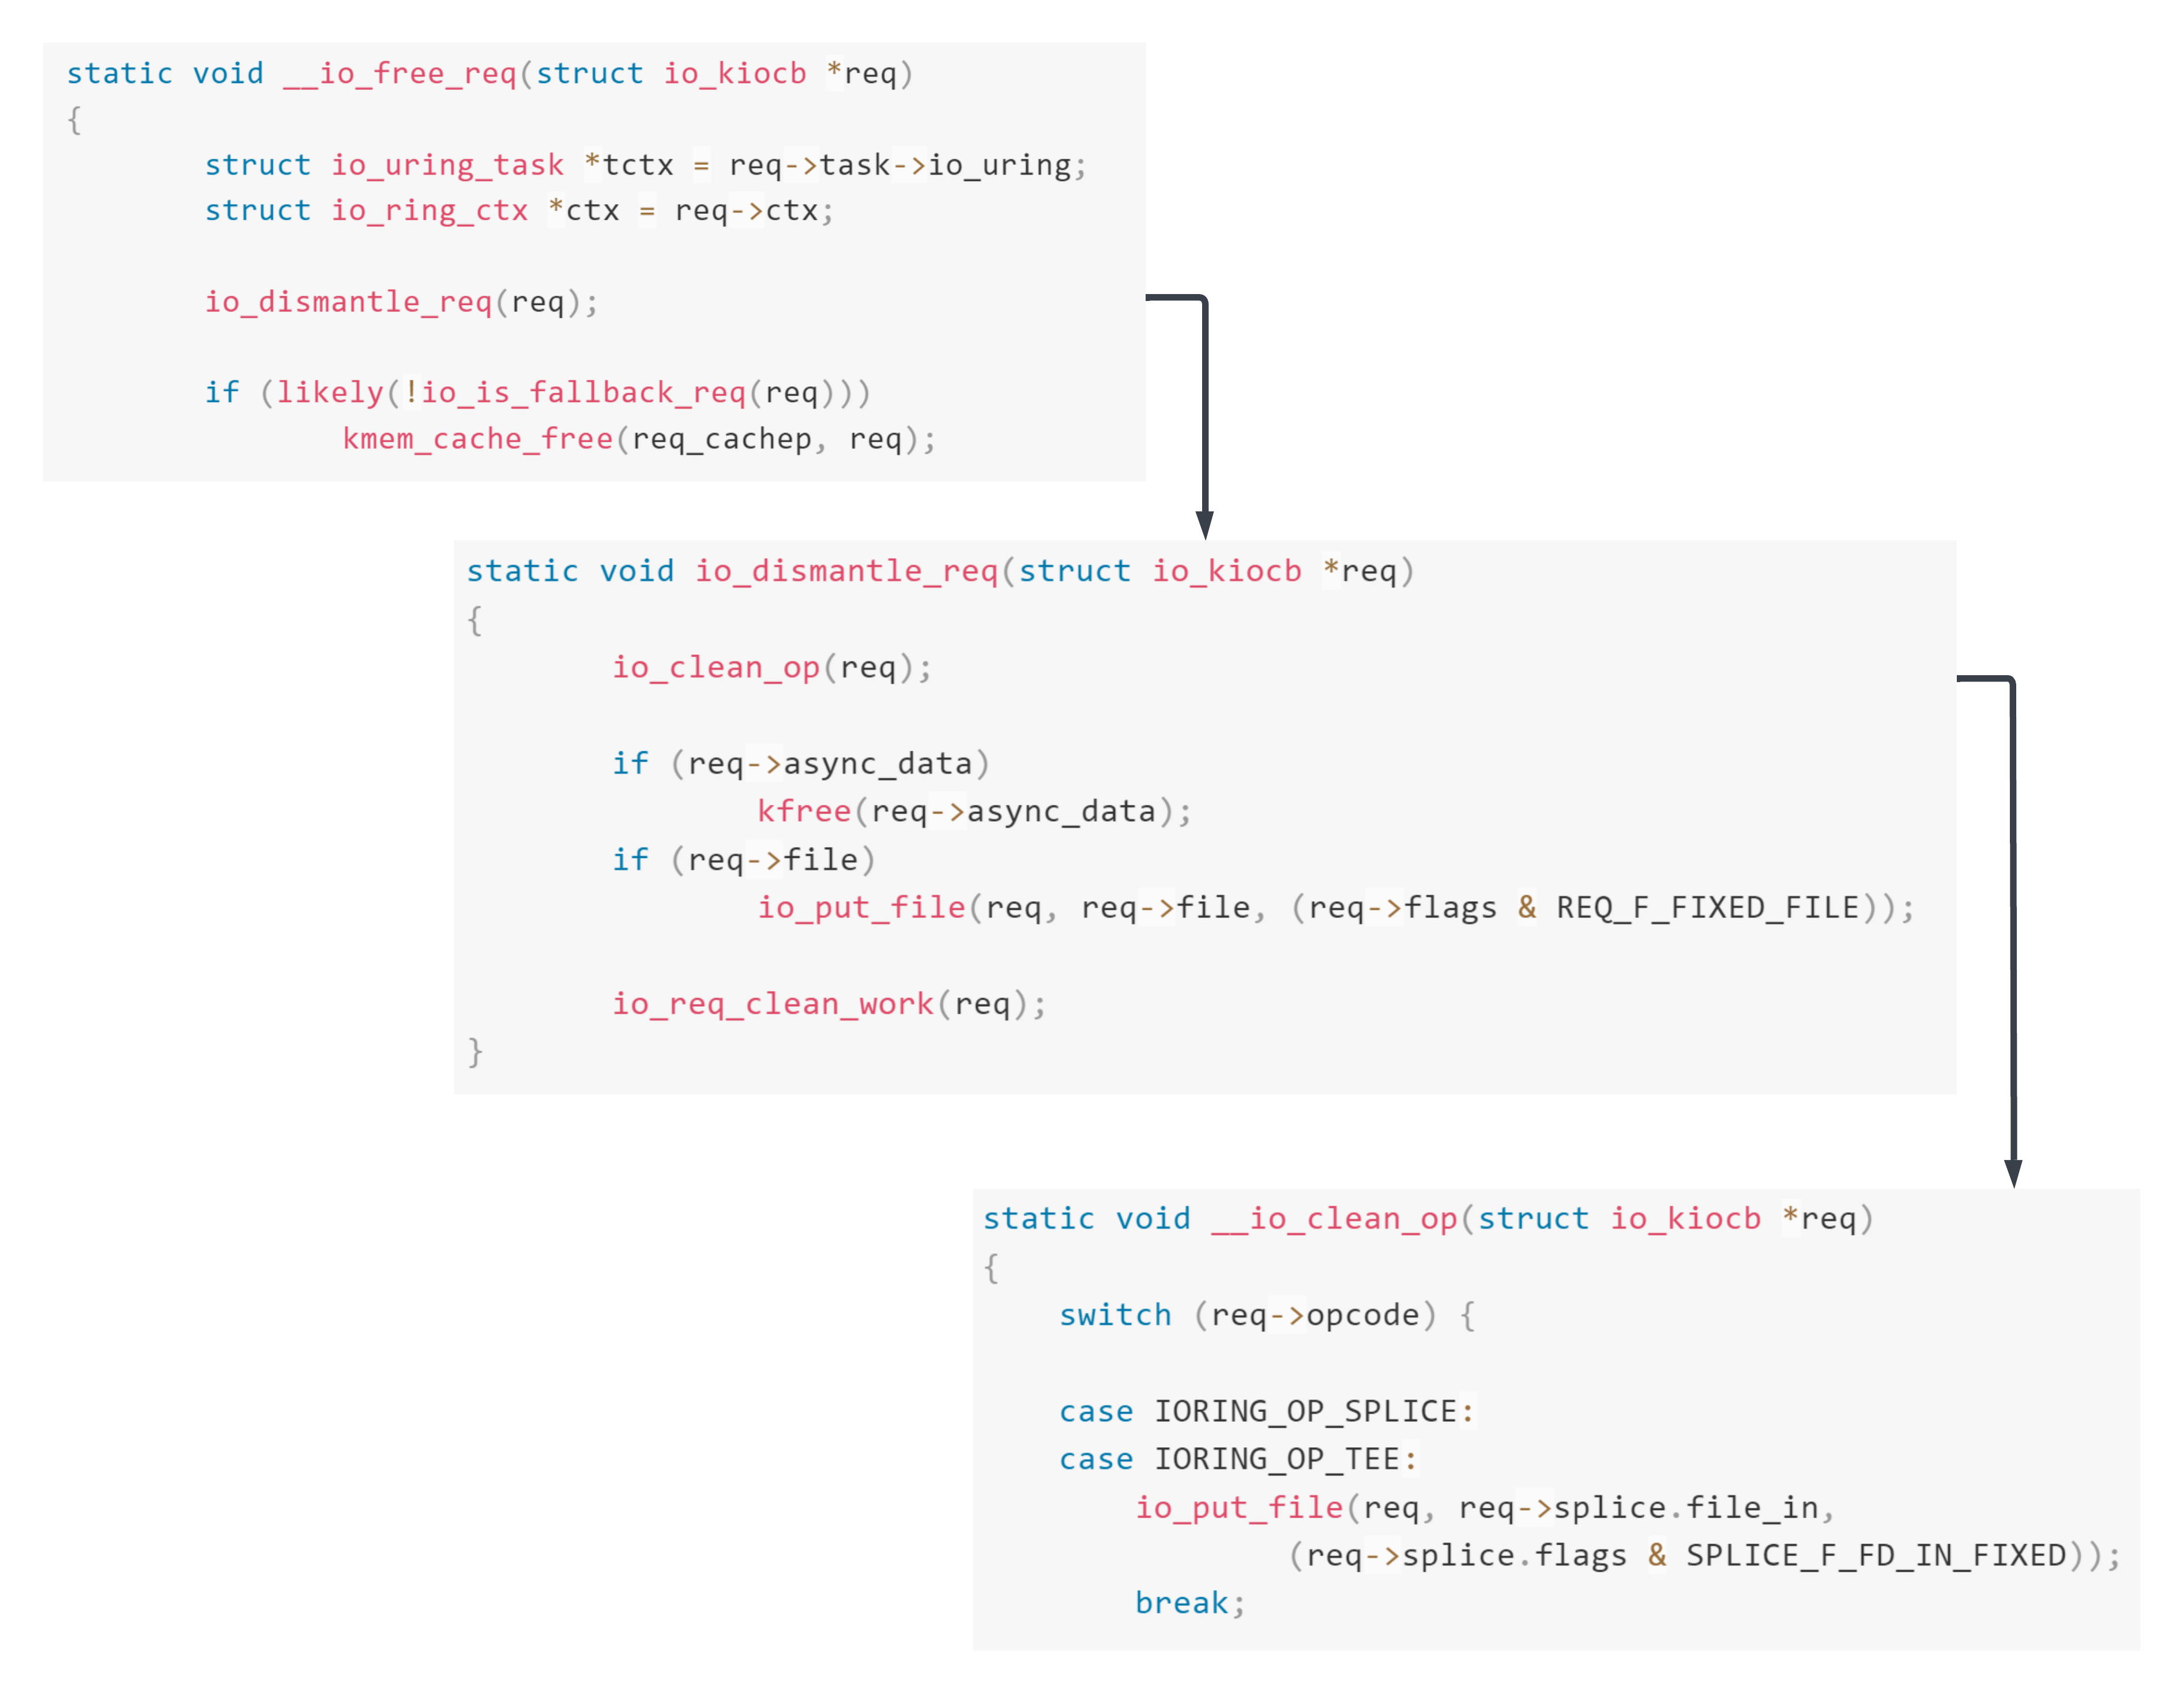 static void __io_free_req(struct io_kiocb *req)
{
struct io_uring_task *tctx = req->task->io_uring;
struct io_ring_ctx *ctx = req->ctx;
io_dismantle_req(req);
if (likely(!io_is_fallback_req(req)))
kmem_cache_free(req_cachep, req);
static void io_dismantle_req(struct io_kiocb *req)
{
io_clean_op(req);
if (req->async_data)
kfree(req->async_data);
if (req->file)
io_put_file(req, req->file, (req->flags & REQ_F_FIXED_FILE));
io_req_clean_work(req);
}
static void __io_clean_op(struct io_kiocb *req)
{
switch (req->opcode) {
case IORING_OP_SPLICE:
case IORING_OP_TEE:
io_put_file(req, req->splice.file_in,
(req->splice.flags & SPLICE_F_FD_IN_FIXED));
break;